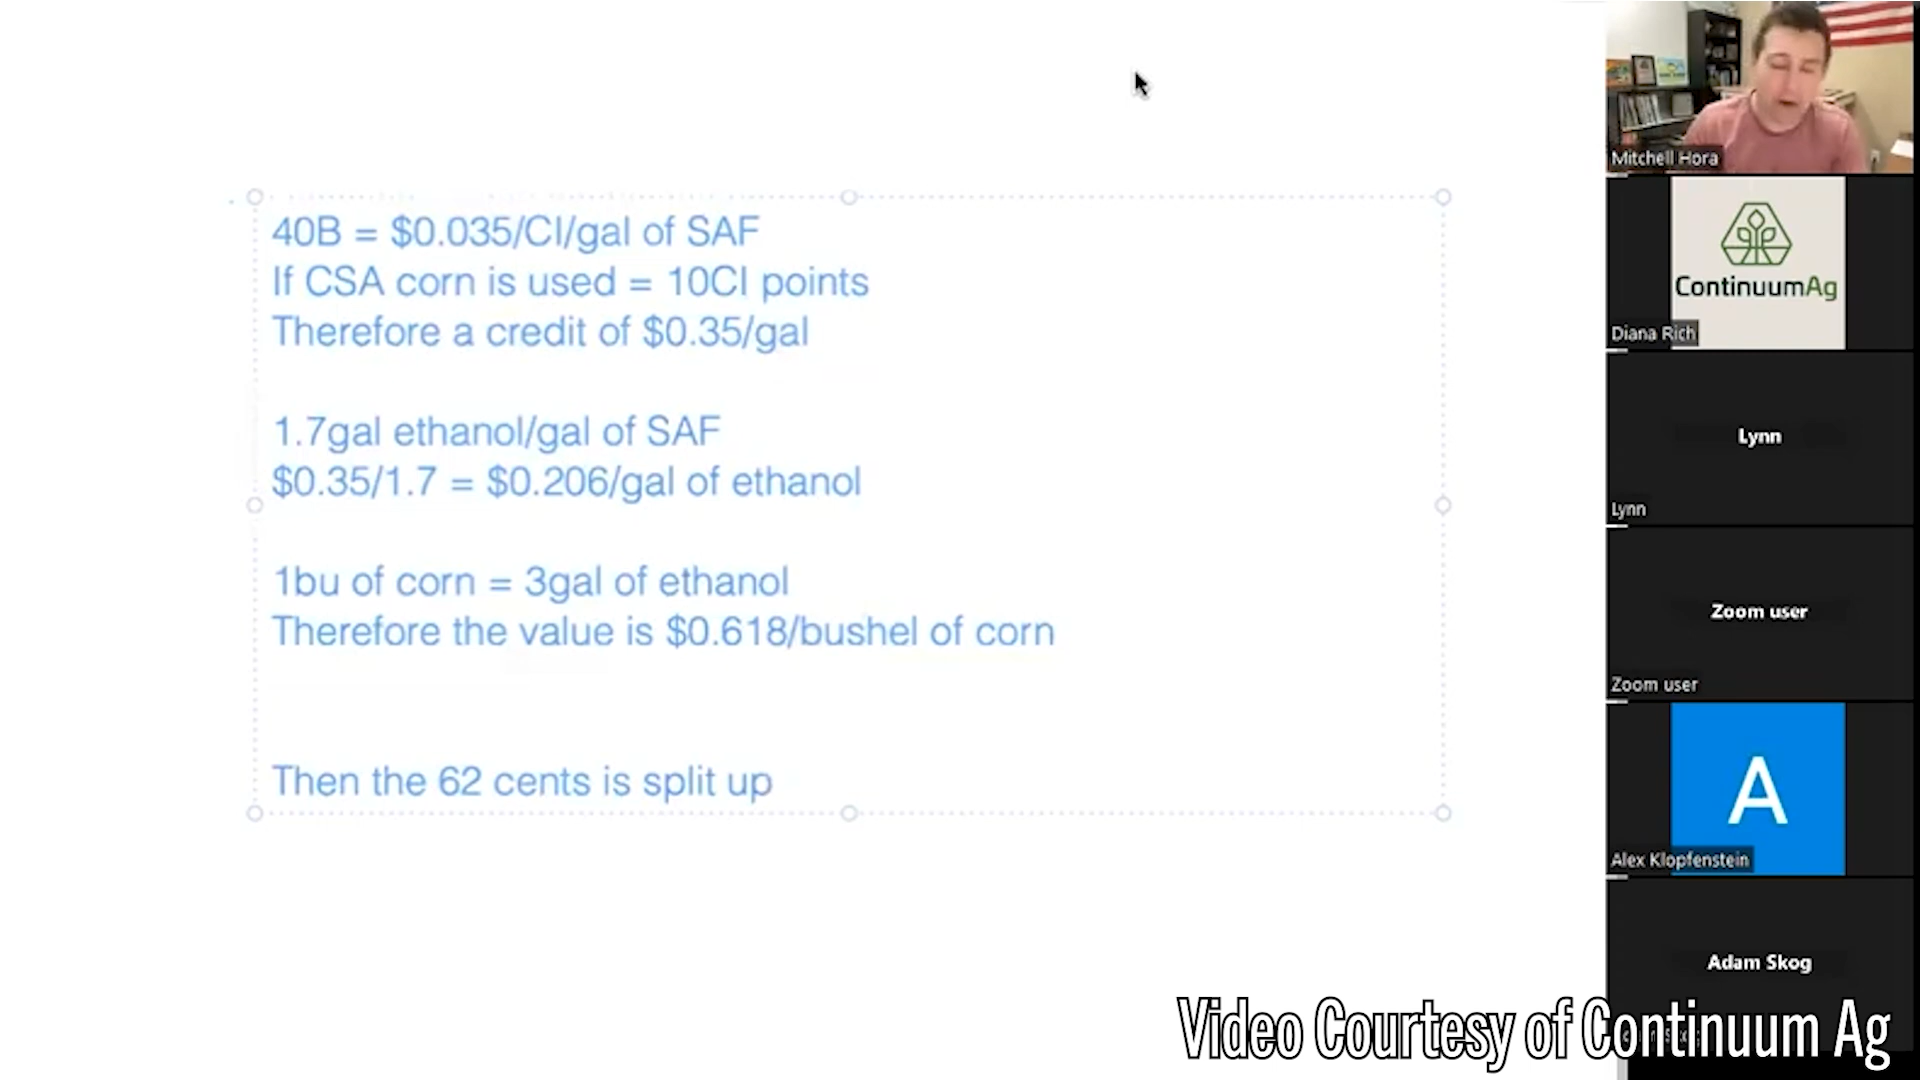 40B = $0.035/CI/gal of SAF
If CSA corn is used = 10CI points
Therefore a credit of $0.35/gal
1.7gal ethanol/gal of SAF
$0.35/1.7 = $0.206/gal of ethanol
1bu of corn = 3gal of ethanol
Therefore the value is $0.618/bushel of corn
Then the 62 cents is split up
Mitchell Hora
ContinuumAg
Diana Rich
Lynn
Lynn
Zoom user
Zoom user
A
Alex Klopfenstein
Adam Skog
Video Courtesy of Continuum Ag